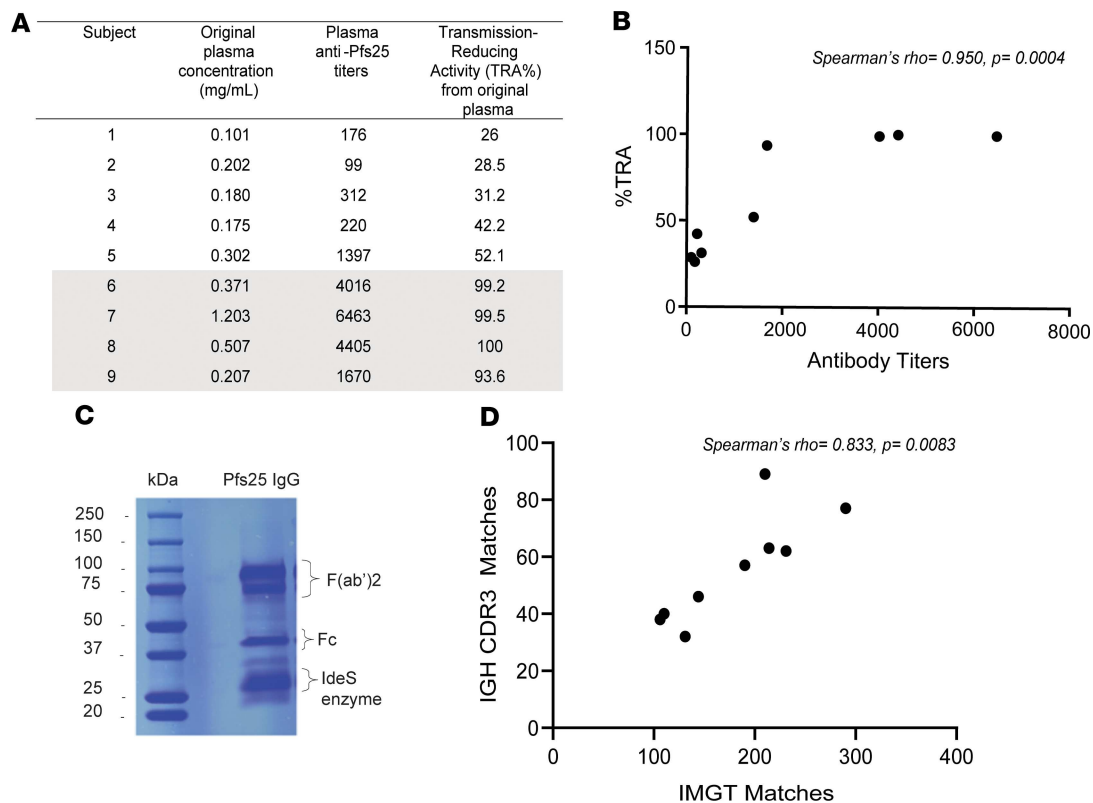 A
Subject
Original
plasma
concentration
(mg/mL)
Plasma
anti-Pfs25
titers
Transmission-
Reducing
Activity (TRA%)
from original
plasma
1 0.101 176 26
2 0.202 99 28.5
3 0.180 312 31.2
4 0.175 220 42.2
5 0.302 1397 52.1
6 0.371 4016 99.2
7 1.203 6463 99.5
8 0.507 4405 100
9 0.207 1670 93.6
B
Spearman's rho= 0.950, p= 0.0004
%TRA
150
100
50
0
0 2000 4000 6000 8000
Antibody Titers
C
kDa Pfs25 IgG
250 -
150 -
100 -
75 -
50 -
37 -
25 -
20 -
F(ab')2
Fc
IdeS
enzyme
D
Spearman's rho= 0.833, p= 0.0083
IGH CDR3 Matches
100
80
60
40
20
0
0 100 200 300 400
IMGT Matches